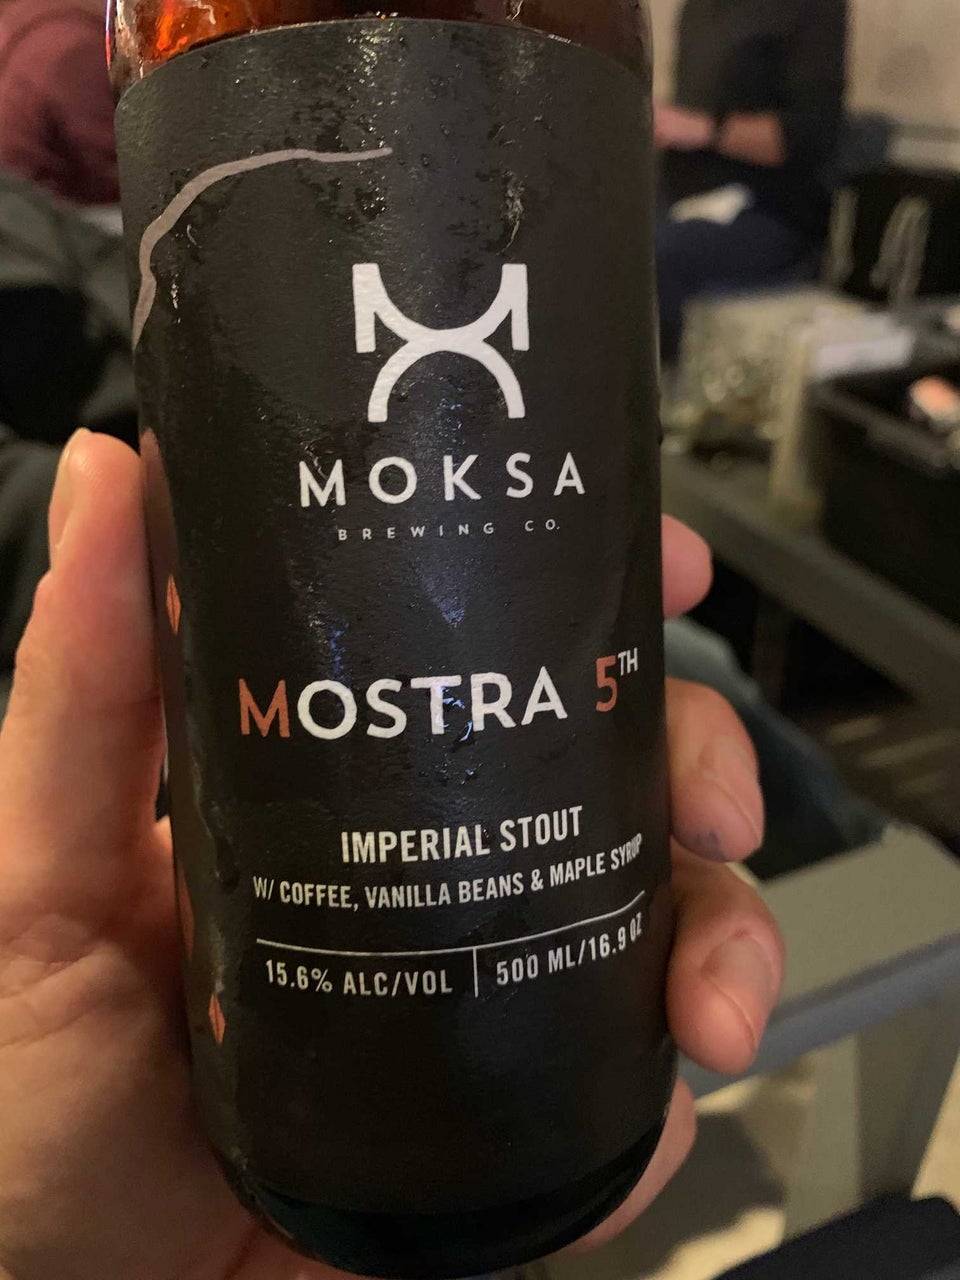 MOKSA
BREWING CO.
MOSTRA 5TH
IMPERIAL STOUT
W/ COFFEE, VANILLA BEANS & MAPLE SYRUP
15.6% ALC/VOL | 500 ML/16.9 OZ